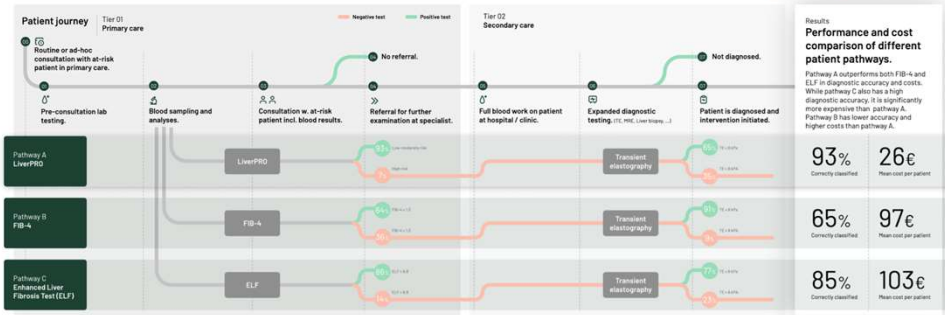 Patient journey
Tier 01
Primary care
Negative test
Positive test
Tier 02
Secondary care
Routine or ad-hoc
consultation with at-risk
patient in primary care.
No referral.
Not diagnosed.
Pre-consultation lab
testing.
Blood sampling and
analyses.
Consultation w. at-risk
patient incl. blood results.
Referral for further
examination at specialist.
Full blood work on patient
at hospital / clinic.
Expanded diagnostic
testing. (TE, MRE, Liver biopsy, ...)
Patient is diagnosed and
intervention initiated.
Results
Performance and cost
comparison of different
patient pathways.
Pathway A outperforms both FIB-4 and
ELF in diagnostic accuracy and costs.
While pathway C also has a high
diagnostic accuracy, it is significantly
more expensive than pathway A.
Pathway B has lower accuracy and
higher costs than pathway A.
Pathway A
LiverPRO
LiverPRO
Transient
elastography
93%
Correctly classified
26€
Mean cost per patient
Pathway B
FIB-4
FIB-4
Transient
elastography
65%
Correctly classified
97€
Mean cost per patient
Pathway C
Enhanced Liver
Fibrosis Test (ELF)
ELF
Transient
elastography
85%
Correctly classified
103€
Mean cost per patient